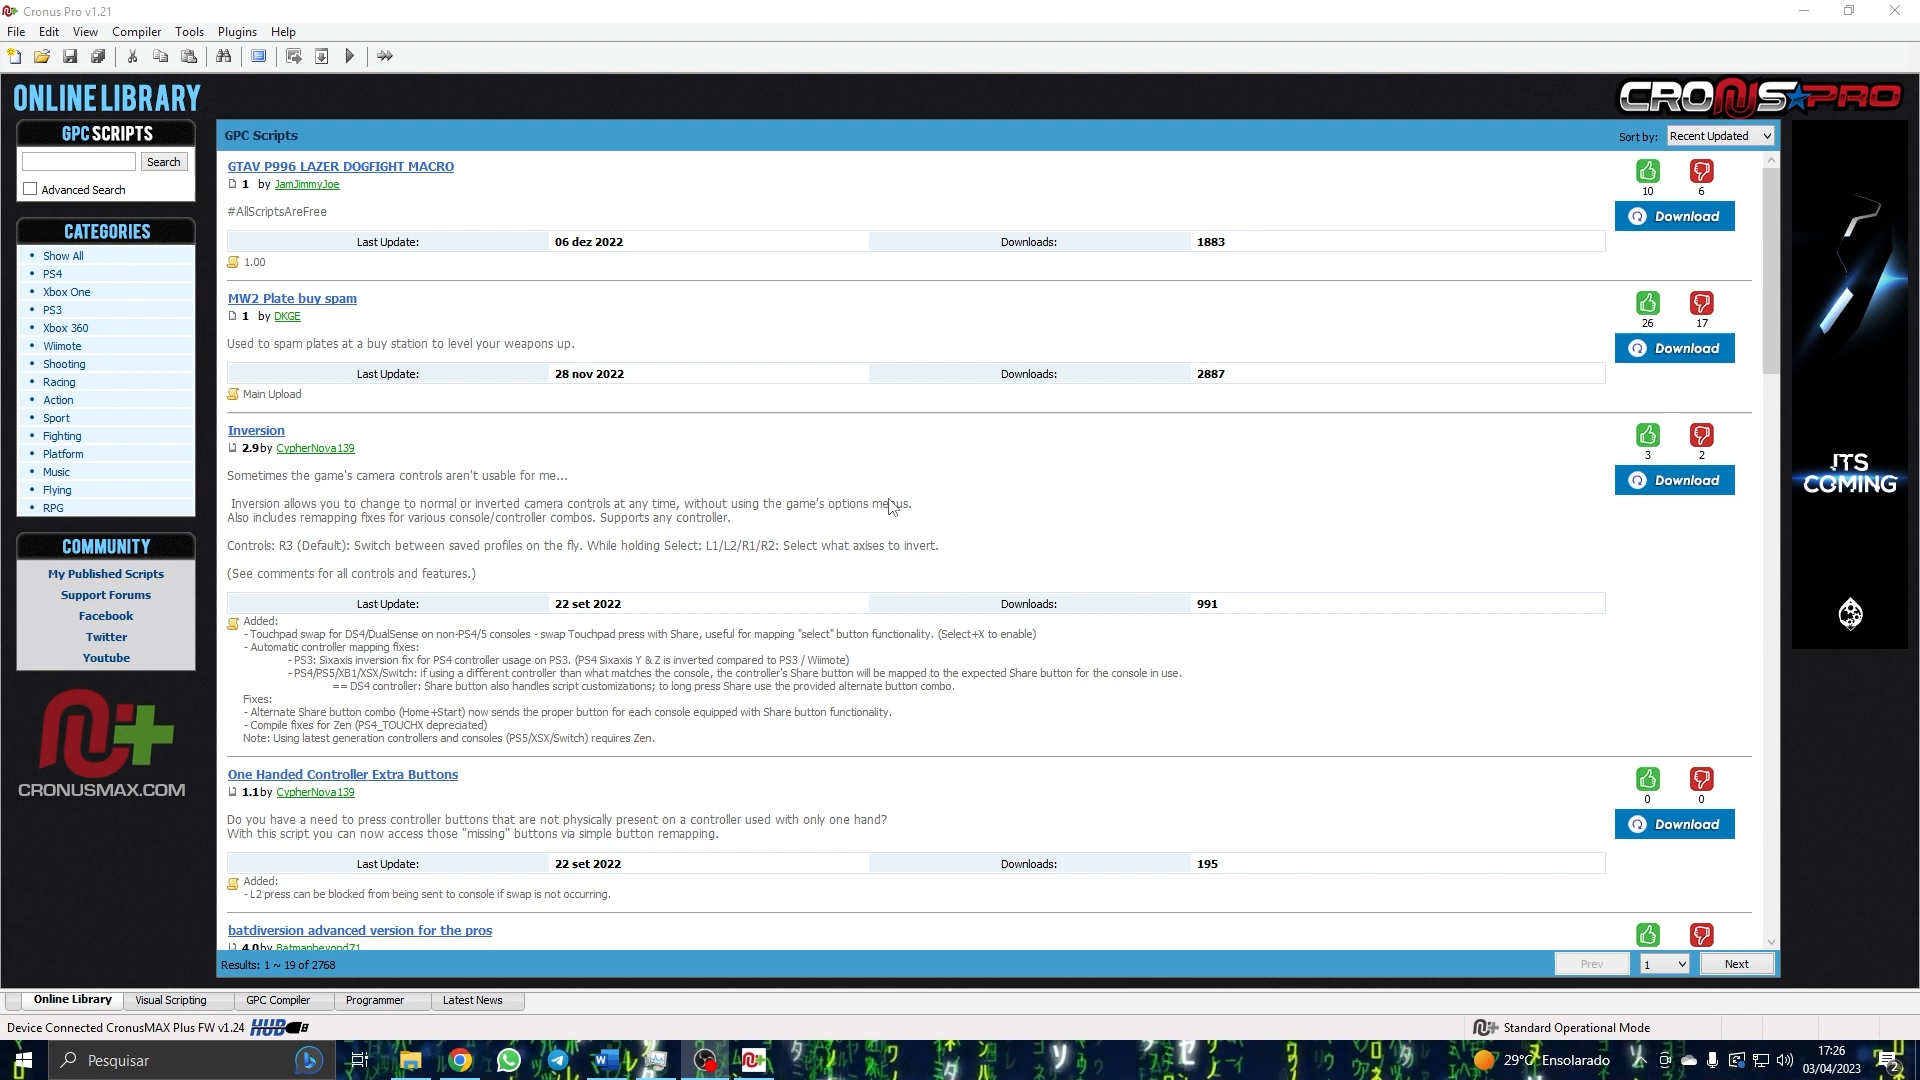 Cronus Pro v1.21
File Edit View Compiler Tools Plugins Help
ONLINE LIBRARY
CRONUS PRO
GPC SCRIPTS
Search
Advanced Search
CATEGORIES
Show All
PS4
Xbox One
PS3
Xbox 360
Wiimote
Shooting
Racing
Action
Sport
Fighting
Platform
Music
Flying
RPG
COMMUNITY
My Published Scripts
Support Forums
Facebook
Twitter
Youtube
CRONUSMAX.COM
GPC Scripts
Sort by: Recent Updated
GTAV P996 LAZER DOGFIGHT MACRO
1 by JamJimmyJoe
10 6
#AllScriptsAreFree
Download
Last Update: 06 dez 2022 Downloads: 1883
1.00
MW2 Plate buy spam
1 by DKGE
26 17
Used to spam plates at a buy station to level your weapons up.
Download
Last Update: 28 nov 2022 Downloads: 2887
Main Upload
Inversion
2.9by CypherNova139
3 2
Sometimes the game's camera controls aren't usable for me...
Download
Inversion allows you to change to normal or inverted camera controls at any time, without using the game's options menus.
Also includes remapping fixes for various console/controller combos. Supports any controller.
Controls: R3 (Default): Switch between saved profiles on the fly. While holding Select: L1/L2/R1/R2: Select what axises to invert.
(See comments for all controls and features.)
Last Update: 22 set 2022 Downloads: 991
Added:
- Touchpad swap for DS4/DualSense on non-PS4/5 consoles - swap Touchpad press with Share, useful for mapping "select" button functionality. (Select+X to enable)
- Automatic controller mapping fixes:
- PS3: Sixaxis inversion fix for PS4 controller usage on PS3. (PS4 Sixaxis Y & Z is inverted compared to PS3 / Wiimote)
- PS4/PS5/XB1/XSX/Switch: if using a different controller than what matches the console, the controller's Share button will be mapped to the expected Share button for the console in use.
== DS4 controller: Share button also handles script customizations; to long press Share use the provided alternate button combo.
Fixes:
- Alternate Share button combo (Home+Start) now sends the proper button for each console equipped with Share button functionality.
- Compile fixes for Zen (PS4_TOUCHX depreciated)
Note: Using latest generation controllers and consoles (PS5/XSX/Switch) requires Zen.
One Handed Controller Extra Buttons
1.1by CypherNova139
0 0
Do you have a need to press controller buttons that are not physically present on a controller used with only one hand?
With this script you can now access those "missing" buttons via simple button remapping.
Download
Last Update: 22 set 2022 Downloads: 195
Added:
- L2 press can be blocked from being sent to console if swap is not occurring.
batdiversion advanced version for the pros
4.0by Batmanbeyond71
Results: 1 ~ 19 of 2768
Prev 1 Next
ITS
COMING
Online Library Visual Scripting GPC Compiler Programmer Latest News
Device Connected CronusMAX Plus FW v1.24 HUB
Standard Operational Mode
Pesquisar
29°C Ensolarado
17:26
03/04/2023
2